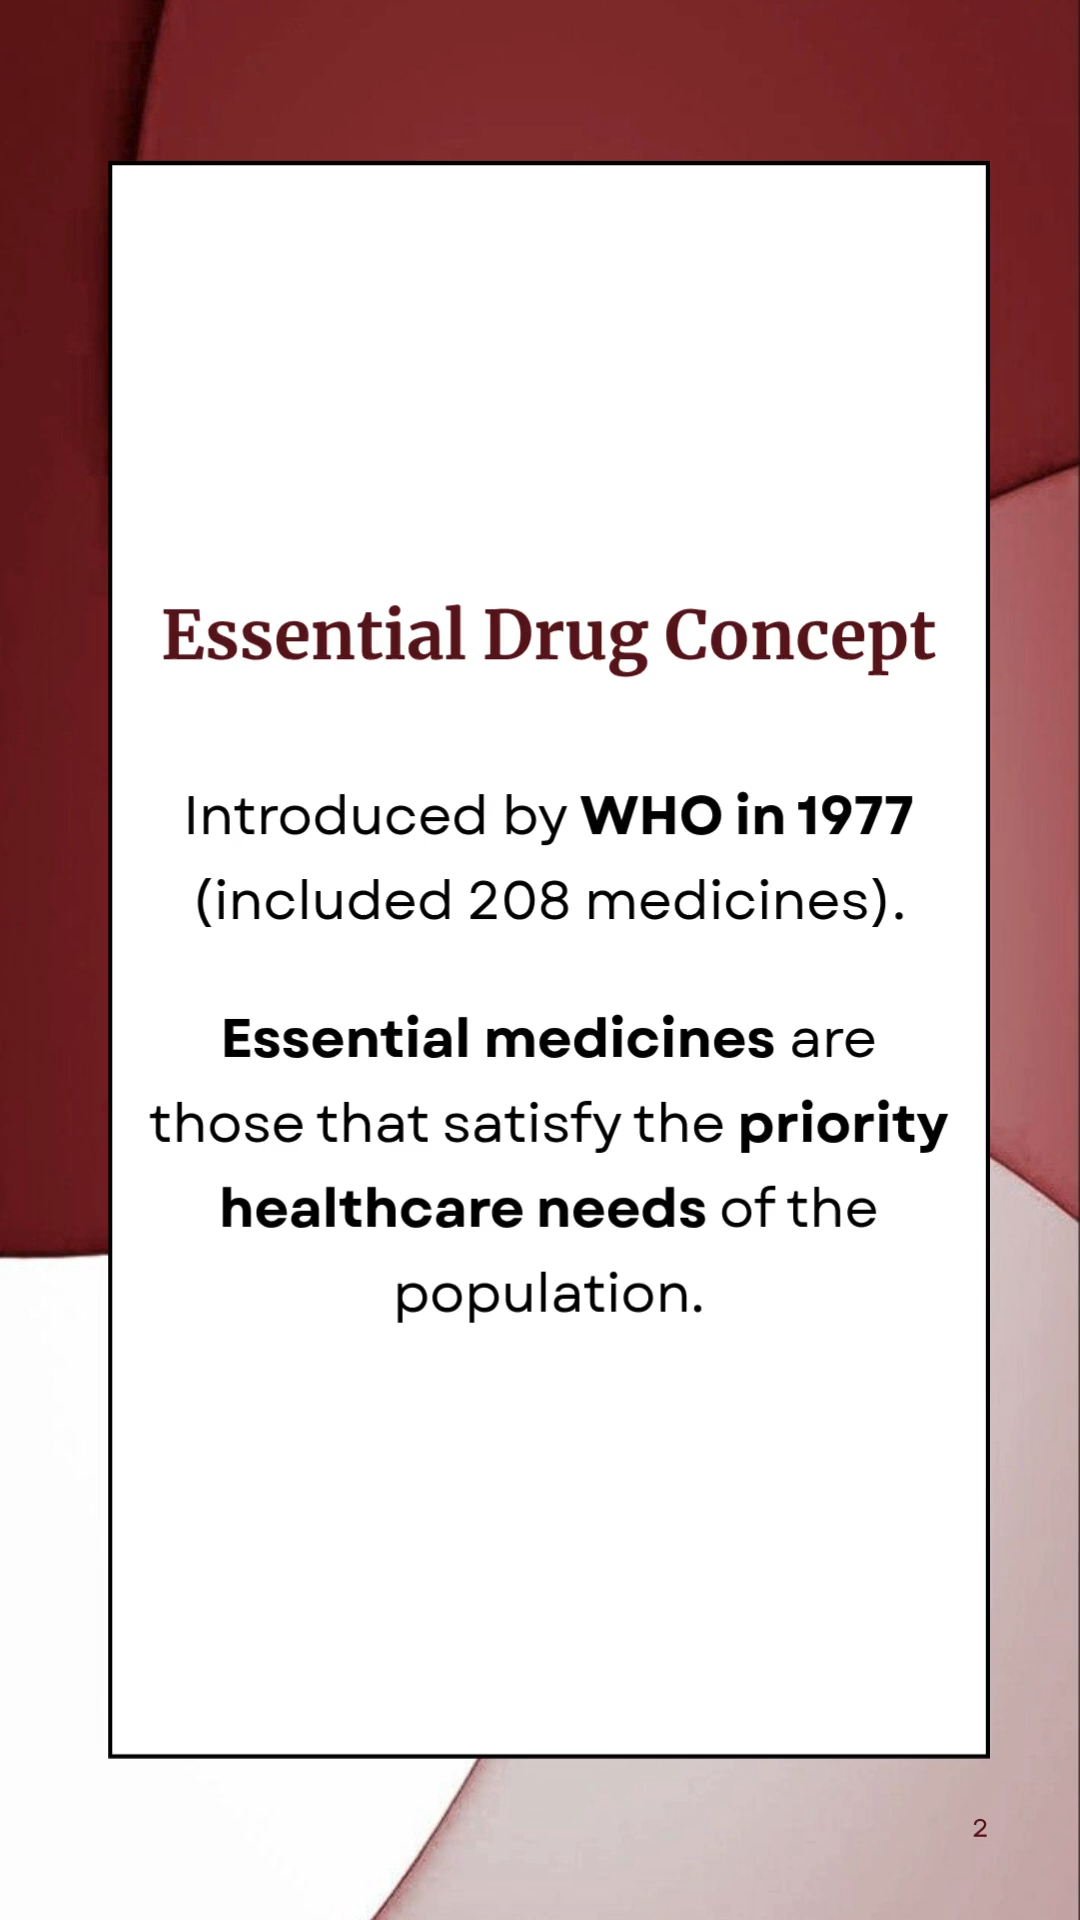 Essential Drug Concept
Introduced by WHO in 1977
(included 208 medicines).
Essential medicines are
those that satisfy the priority
healthcare needs of the
population.
2